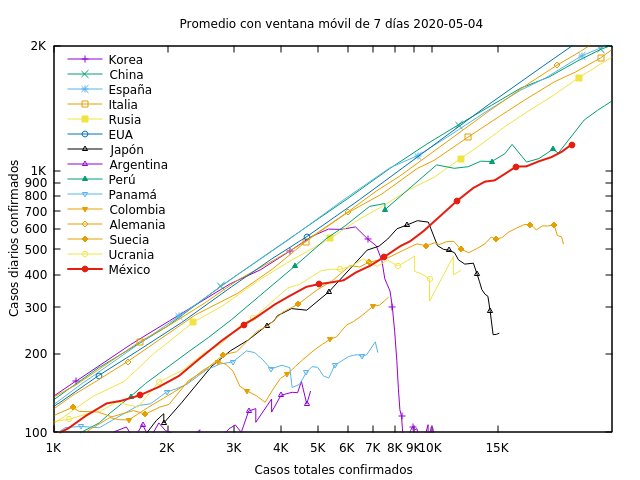 Promedio con ventana móvil de 7 días 2020-05-04
2K
1K
900
800
700
600
500
400
300
200
100
Casos diarios confirmados
Korea
China
España
Italia
Rusia
EUA
Japón
Argentina
Perú
Panamá
Colombia
Alemania
Suecia
Ucrania
México
1K 2K 3K 4K 5K 6K 7K 8K 9K 10K 15K
Casos totales confirmados